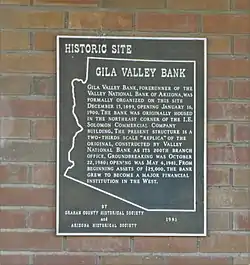 HISTORIC SITE
GILA VALLEY BANK
GILA VALLEY BANK, FORERUNNER OF THE
VALLEY NATIONAL BANK OF ARIZONA, WAS
FORMALLY ORGANIZED ON THIS SITE
DECEMBER 17, 1899, OPENING JANUARY 16,
1900. THE BANK WAS ORIGINALLY HOUSED
IN THE NORTHEAST CORNER OF THE I.E.
SOLOMON COMMERCIAL COMPANY
BUILDING. THE PRESENT STRUCTURE IS A
TWO-THIRDS SCALE "REPLICA" OF THE
ORIGINAL, CONSTRUCTED BY VALLEY
NATIONAL BANK AS ITS 200TH BRANCH
OFFICE. GROUNDBREAKING WAS OCTOBER
22, 1980; OPENING WAS MAY 6, 1981. FROM
BEGINNING ASSETS OF $25,000, THE BANK
GREW TO BECOME A MAJOR FINANCIAL
INSTITUTION IN THE WEST.
BY
GRAHAM COUNTY HISTORICAL SOCIETY
and 1981
ARIZONA HISTORICAL SOCIETY